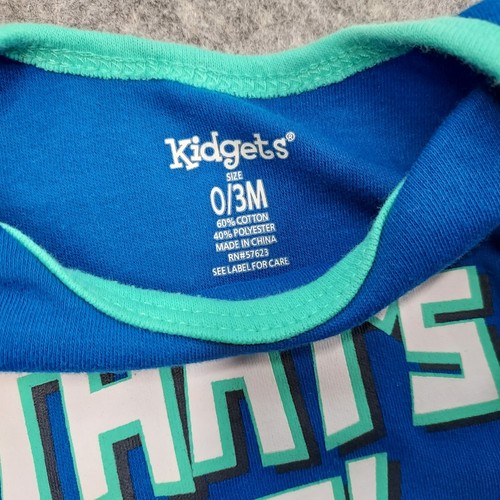 Kidgets®
SIZE
0/3M
60% COTTON
40% POLYESTER
MADE IN CHINA
RN#57623
SEE LABEL FOR CARE
THAT'S